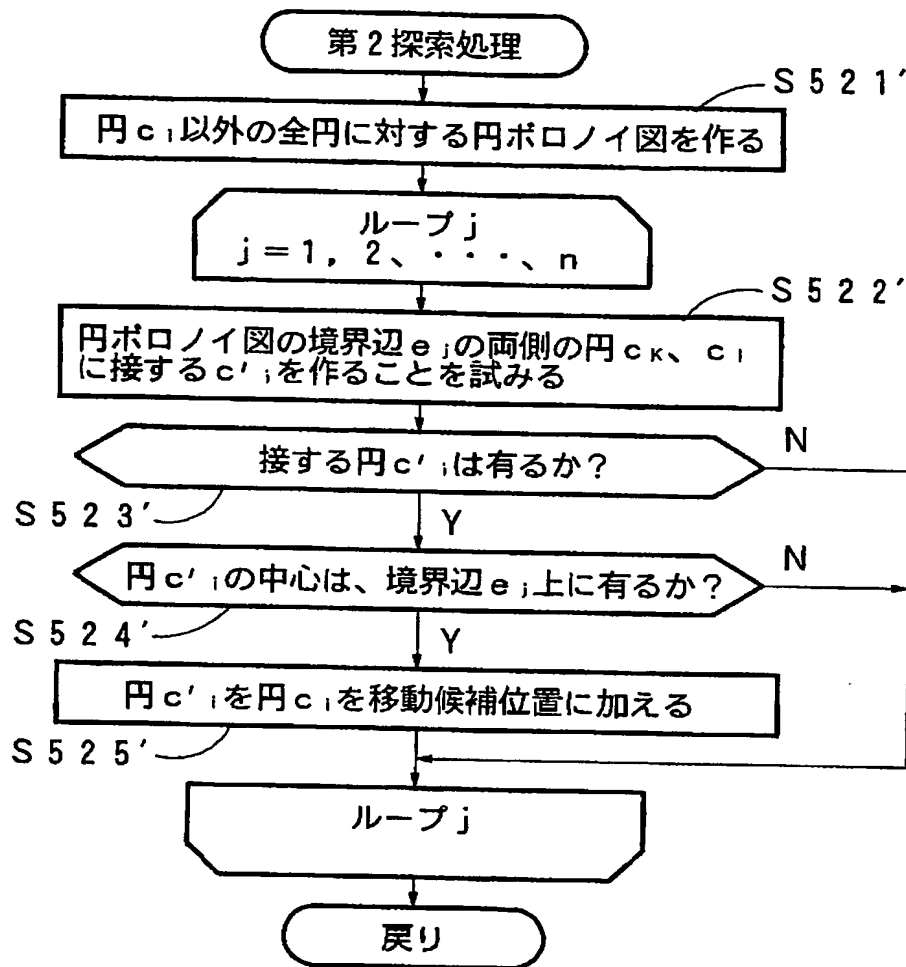 第2探索処理
S521′
円cᵢ以外の全円に対する円ボロノイ図を作る
ループj
j=1, 2、・・・、n
S522′
円ボロノイ図の境界辺eⱼの両側の円cK、cl
に接するc′ᵢを作ることを試みる
接する円c′ᵢは有るか?
N
S523′
Y
円c′ᵢの中心は、境界辺eⱼ上に有るか?
N
S524′
Y
円c′ᵢを円cᵢを移動候補位置に加える
S525′
ループj
戻り